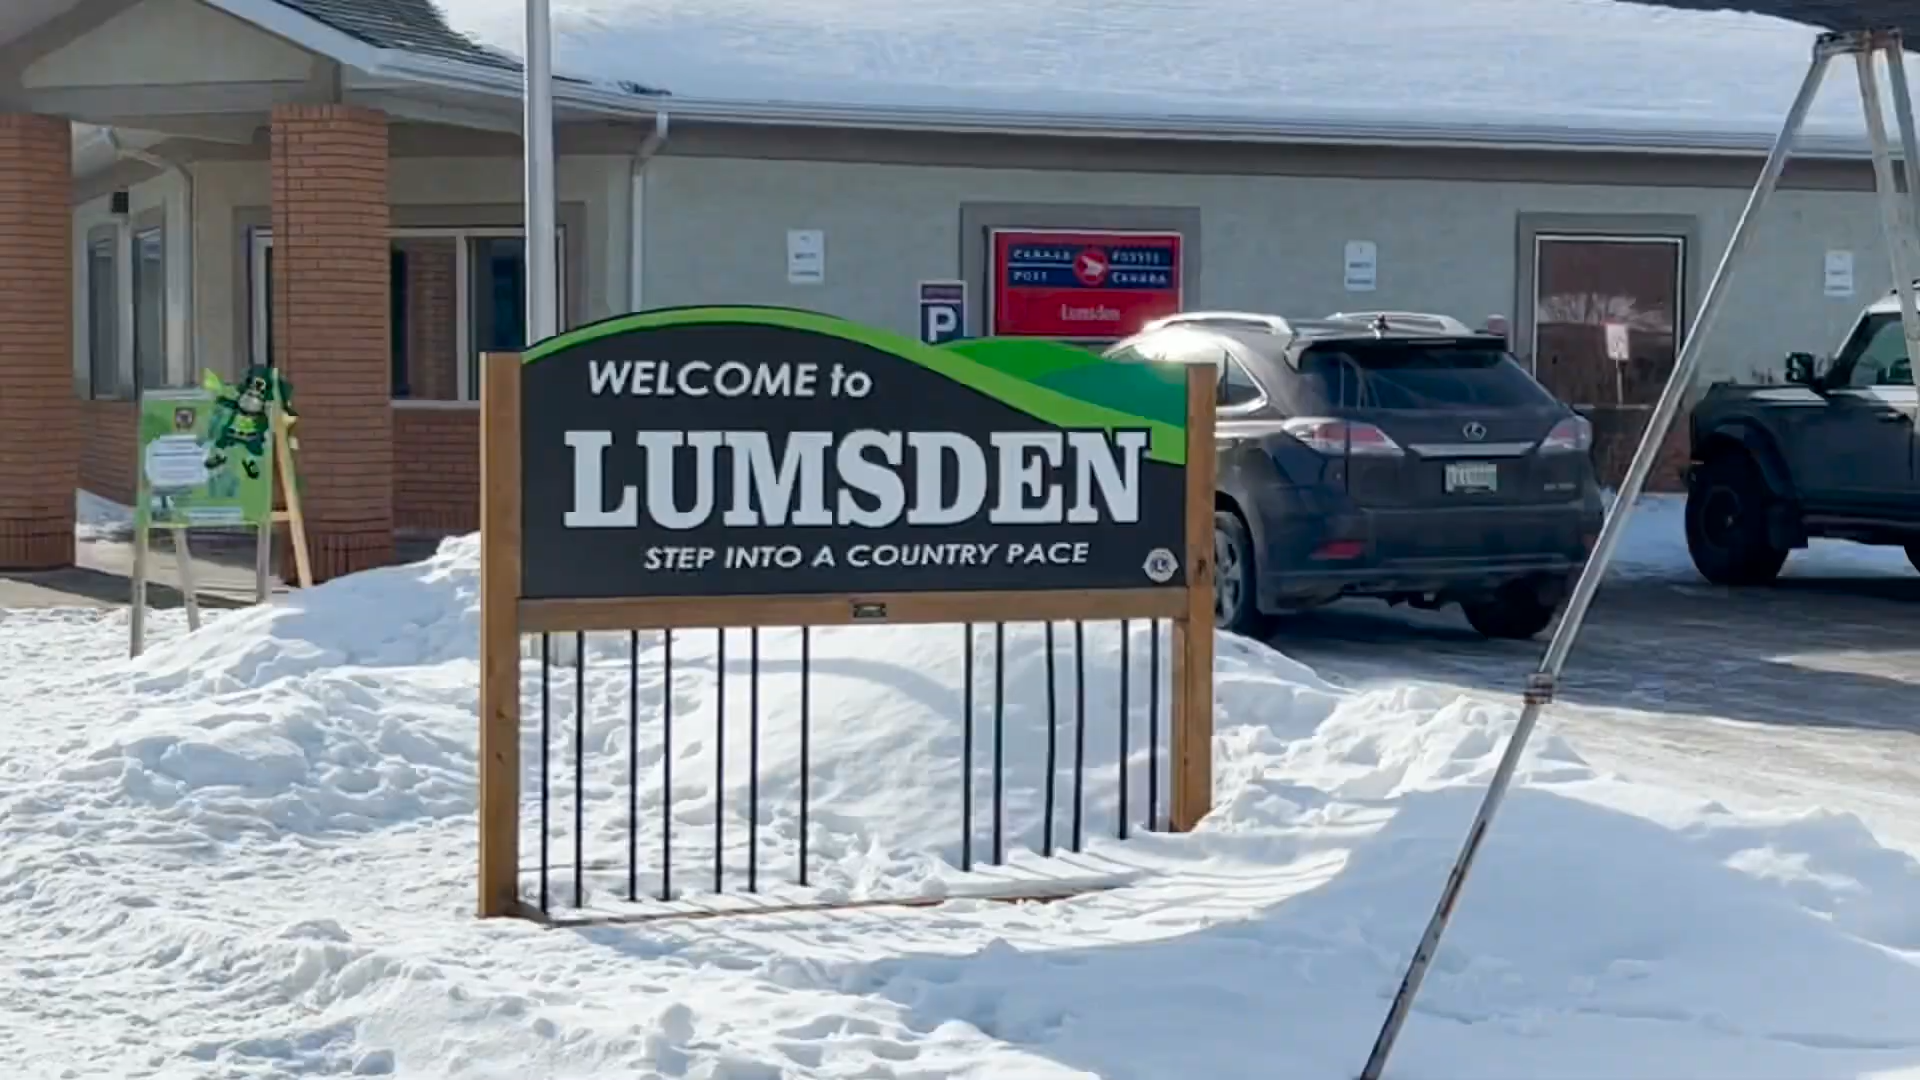 WELCOME to
LUMSDEN
STEP INTO A COUNTRY PACE
CANADA POSTES
POST CANADA
Lumsden
P